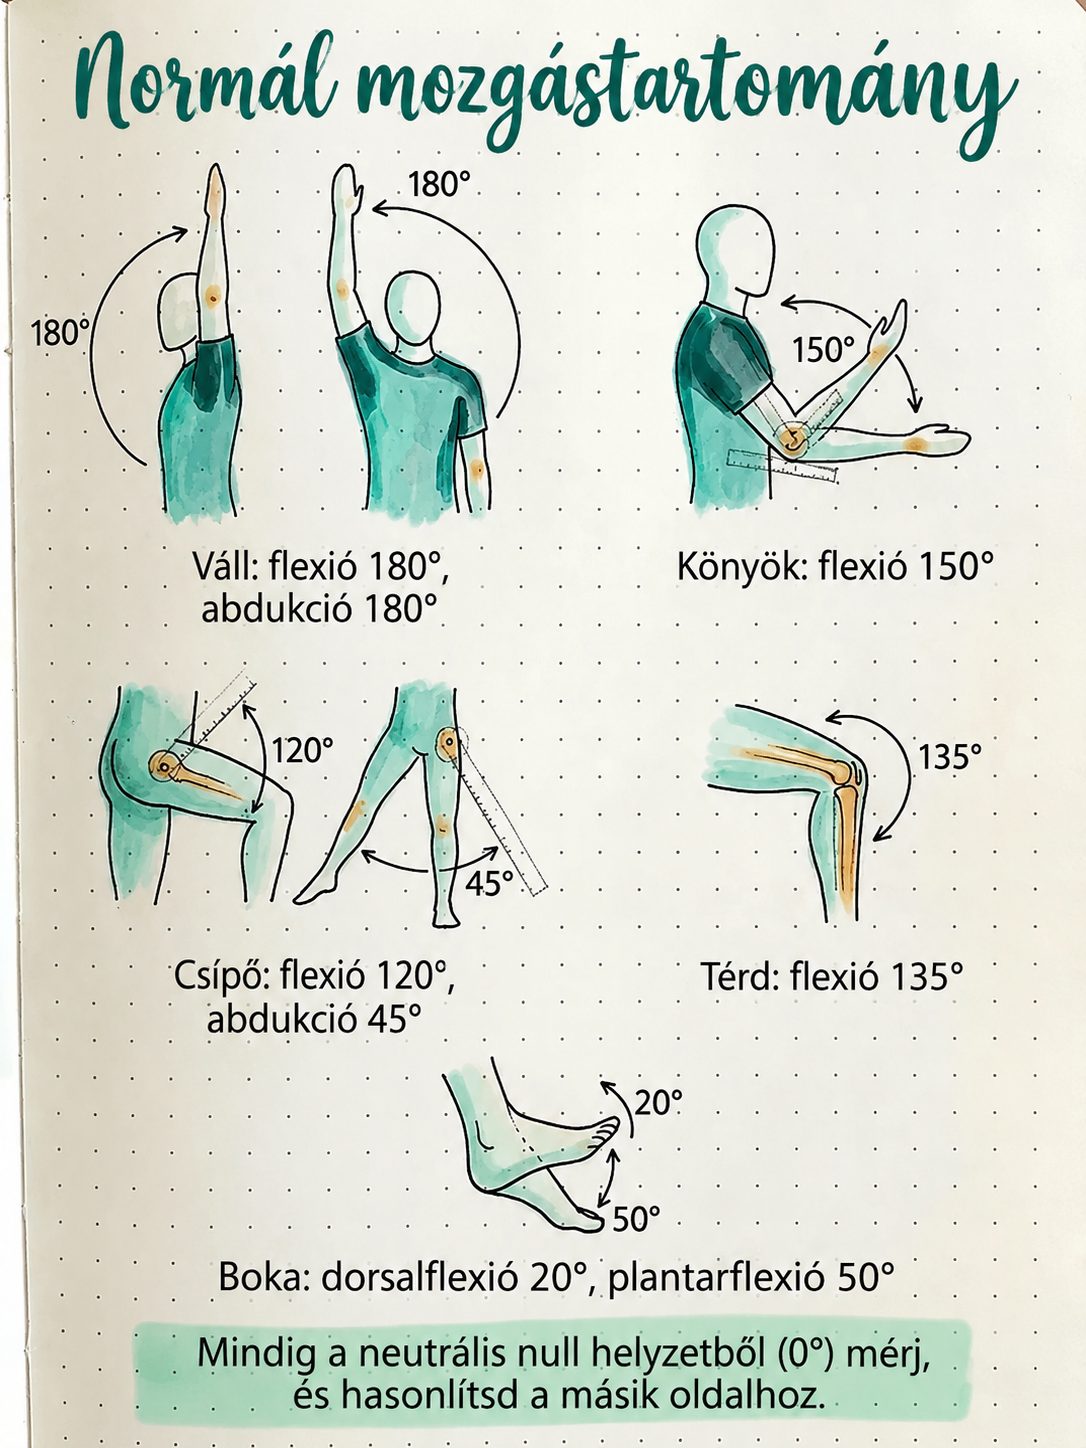 Normál mozgástartomány
180°
180°
150°
Váll: flexió 180°,
abdukció 180°
Könyök: flexió 150°
120°
45°
135°
Csípő: flexió 120°,
abdukció 45°
Térd: flexió 135°
20°
50°
Boka: dorsalflexió 20°, plantarflexió 50°
Mindig a neutrális null helyzetből (0°) mérj,
és hasonlítsd a másik oldalhoz.